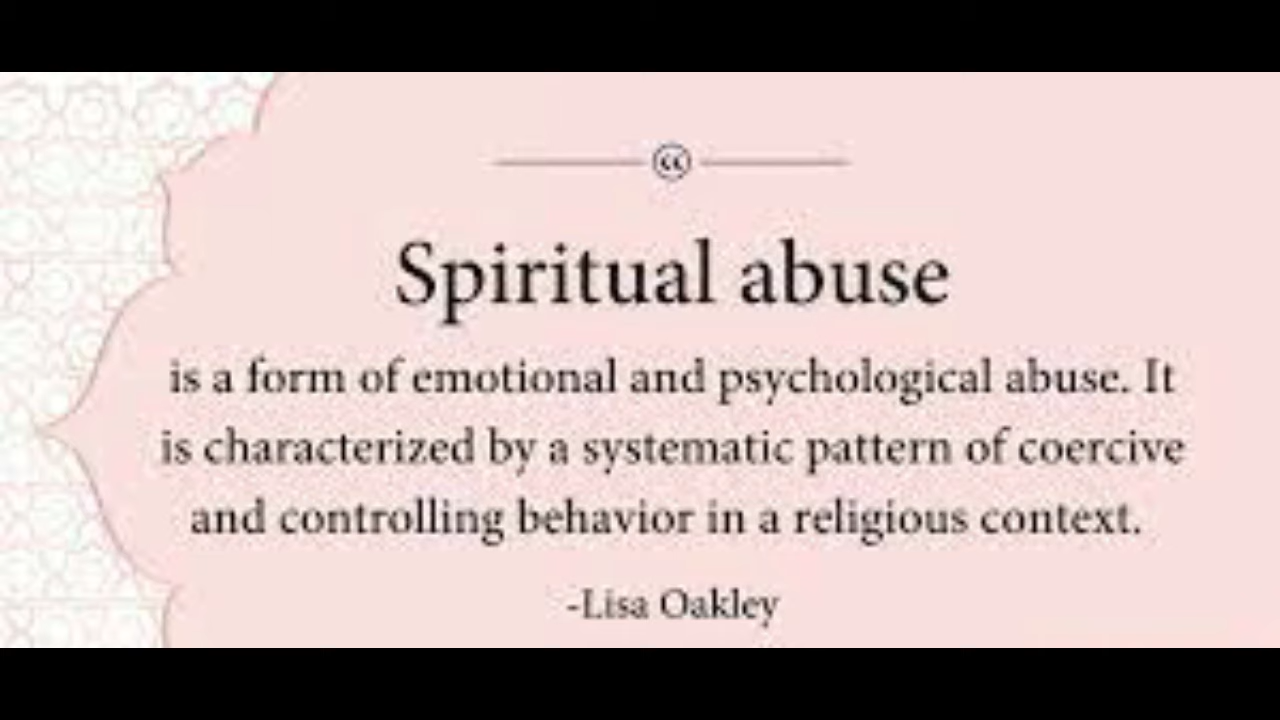 “
Spiritual abuse
is a form of emotional and psychological abuse. It
is characterized by a systematic pattern of coercive
and controlling behavior in a religious context.
-Lisa Oakley